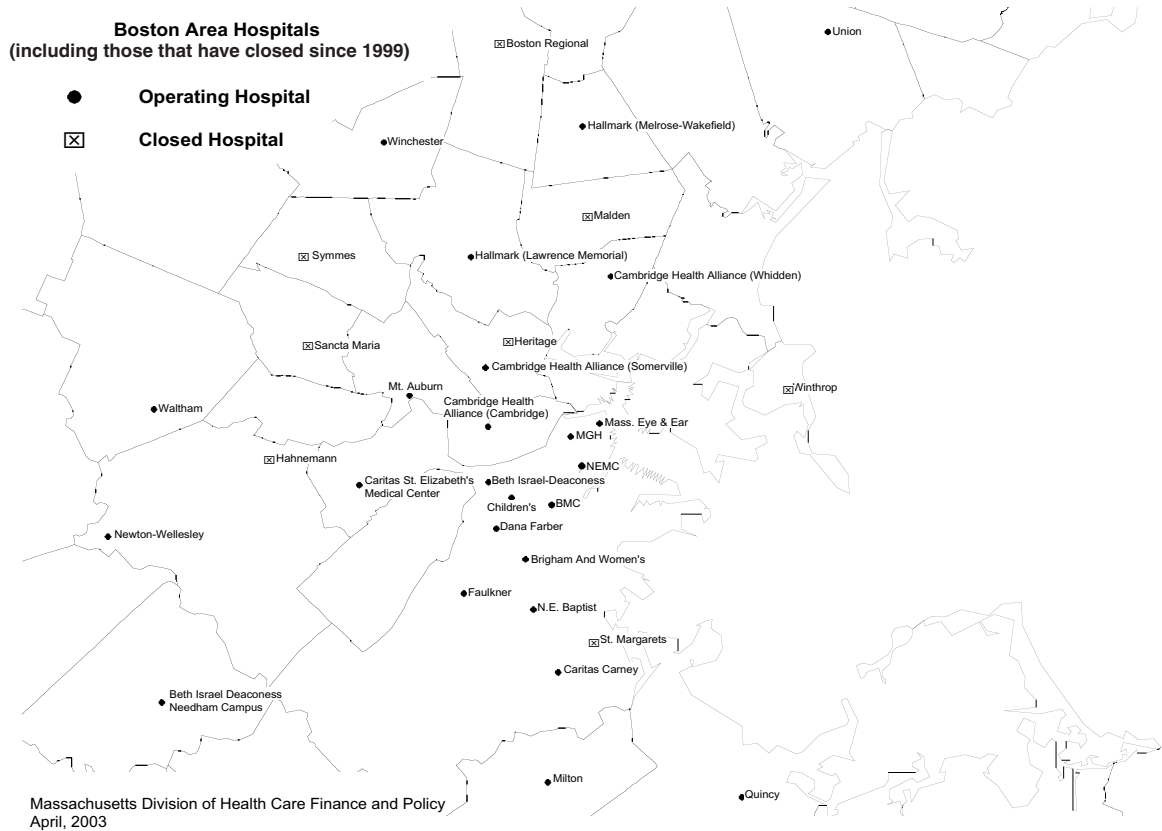 Boston Area Hospitals
(including those that have closed since 1999)
Operating Hospital
Closed Hospital
Boston Regional
Union
Hallmark (Melrose-Wakefield)
Winchester
Malden
Symmes
Hallmark (Lawrence Memorial)
Cambridge Health Alliance (Whidden)
Sancta Maria
Heritage
Cambridge Health Alliance (Somerville)
Mt. Auburn
Winthrop
Cambridge Health
Alliance (Cambridge)
Waltham
Mass. Eye & Ear
MGH
Hahnemann
NEMC
Caritas St. Elizabeth's
Medical Center
Beth Israel-Deaconess
Children's
BMC
Dana Farber
Newton-Wellesley
Brigham And Women's
Faulkner
N.E. Baptist
St. Margarets
Caritas Carney
Beth Israel Deaconess
Needham Campus
Milton
Quincy
Massachusetts Division of Health Care Finance and Policy
April, 2003